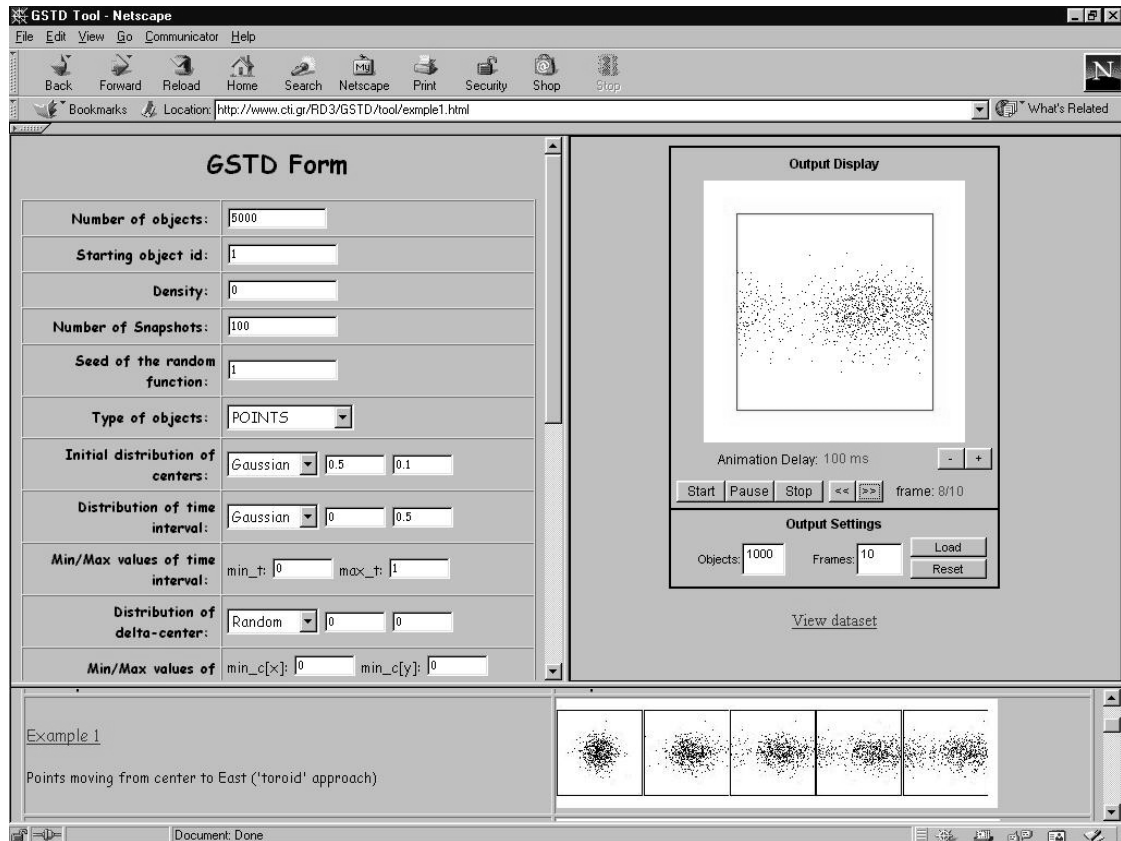 GSTD Tool - Netscape
File Edit View Go Communicator Help
Back Forward Reload Home Search Netscape Print Security Shop Stop
My
N
Bookmarks Location: http://www.cti.gr/RD3/GSTD/tool/exmple1.html What's Related
GSTD Form
Number of objects: 5000
Starting object id: 1
Density: 0
Number of Snapshots: 100
Seed of the random
function: 1
Type of objects: POINTS
Initial distribution of
centers: Gaussian 0.5 0.1
Distribution of time
interval: Gaussian 0 0.5
Min/Max values of time
interval: min_t: 0 max_t: 1
Distribution of
delta-center: Random 0 0
Min/Max values of min_c[x]: 0 min_c[y]: 0
Output Display
Animation Delay: 100 ms - +
Start Pause Stop << >> frame: 8/10
Output Settings
Objects: 1000 Frames: 10 Load
Reset
View dataset
Example 1
Points moving from center to East ('toroid' approach)
Document: Done